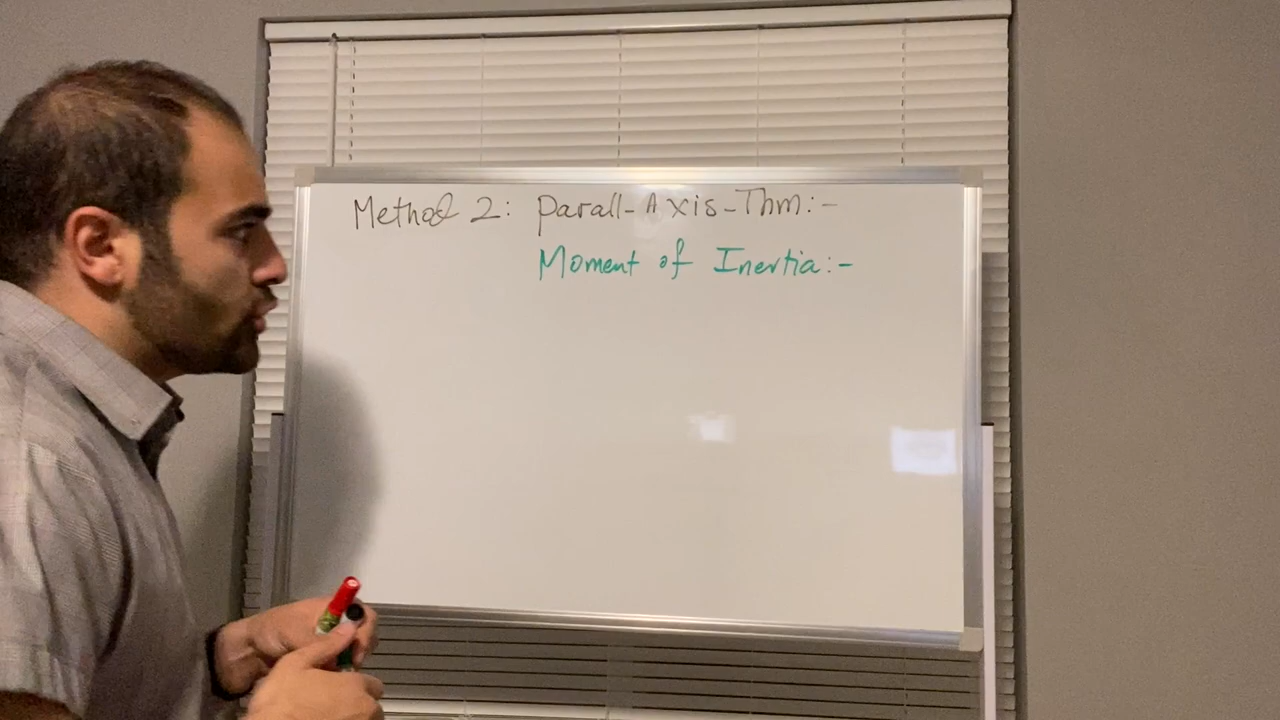 Method 2: Parall-Axis-Thm:-
Moment of Inertia:-